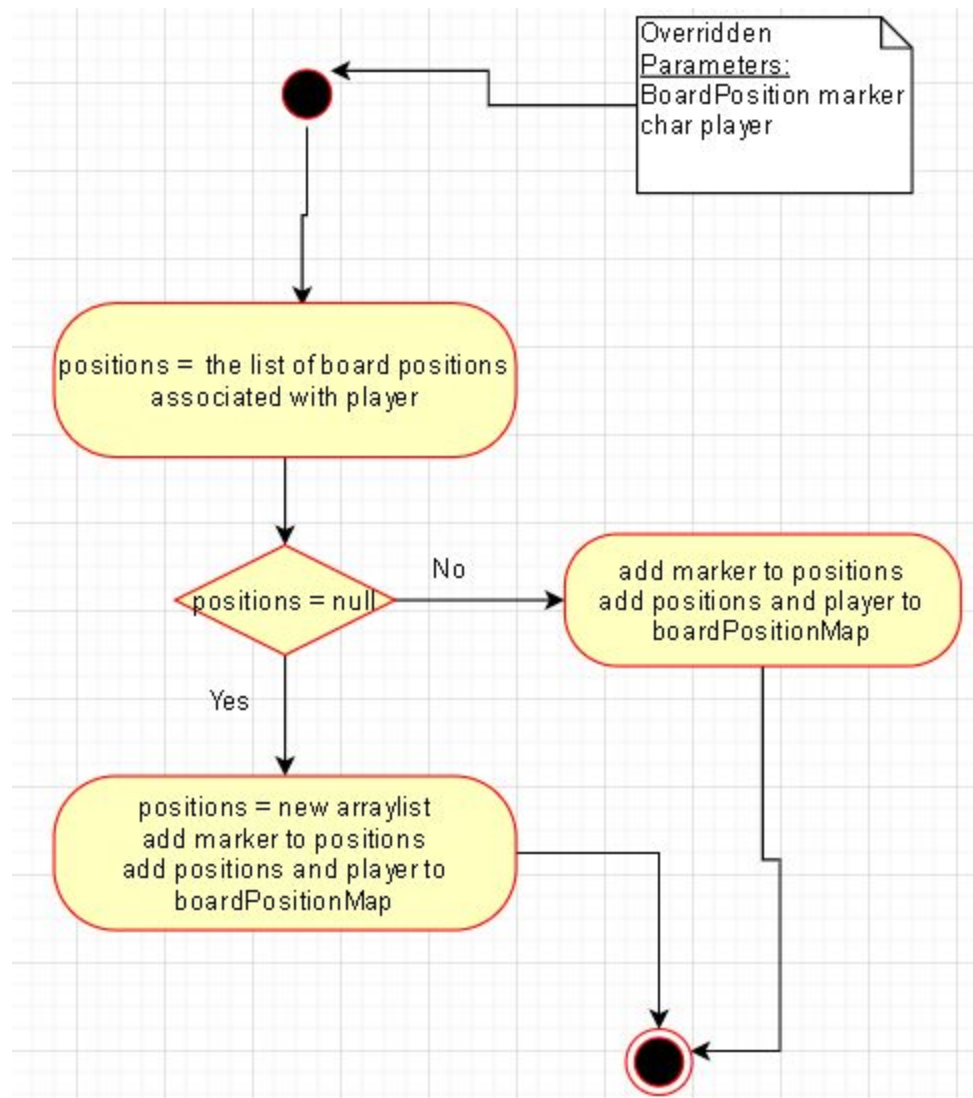 Overridden
Parameters:
BoardPosition marker
char player
positions = the list of board positions
associated with player
positions = null
No
add marker to positions
add positions and player to
boardPositionMap
Yes
positions = new arraylist
add marker to positions
add positions and player to
boardPositionMap